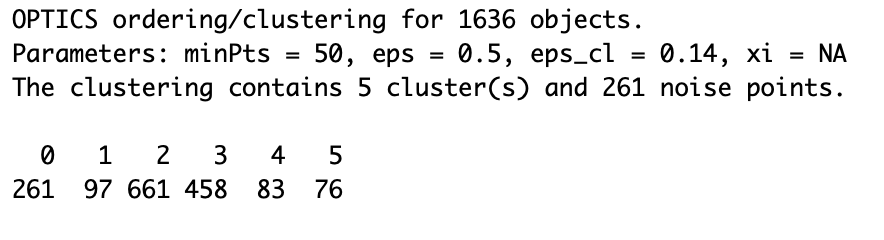 OPTICS ordering/clustering for 1636 objects.
Parameters: minPts = 50, eps = 0.5, eps_cl = 0.14, xi = NA
The clustering contains 5 cluster(s) and 261 noise points.
0 1 2 3 4 5
261 97 661 458 83 76